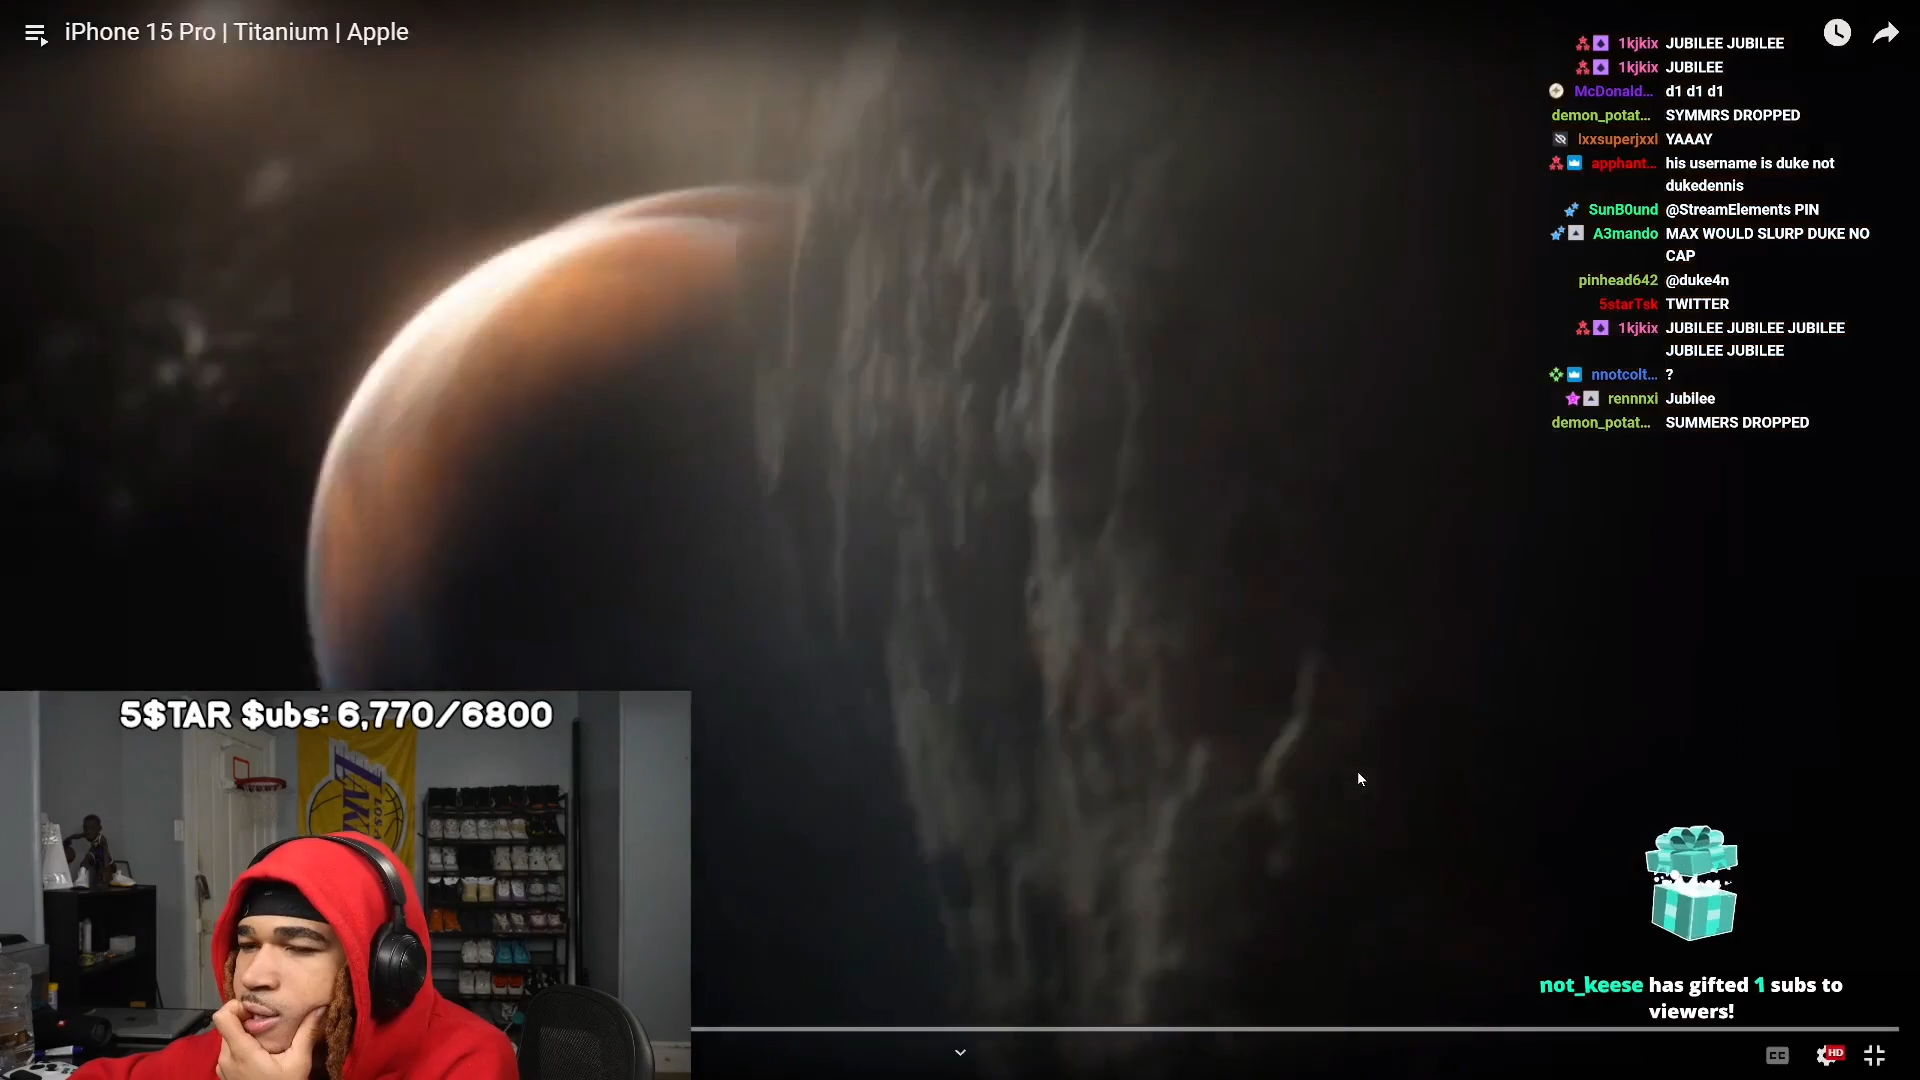 iPhone 15 Pro | Titanium | Apple
1kjkix JUBILEE JUBILEE
1kjkix JUBILEE
McDonald... d1 d1 d1
demon_potat... SYMMRS DROPPED
lxxsuperjxxl YAAAY
apphant... his username is duke not
dukedennis
SunB0und @StreamElements PIN
A3mando MAX WOULD SLURP DUKE NO
CAP
pinhead642 @duke4n
5starTsk TWITTER
1kjkix JUBILEE JUBILEE JUBILEE
JUBILEE JUBILEE
nnotcolt... ?
rennnxi Jubilee
demon_potat... SUMMERS DROPPED
5$TAR $ubs: 6,770/6800
not_keese has gifted 1 subs to
viewers!
CC
HD